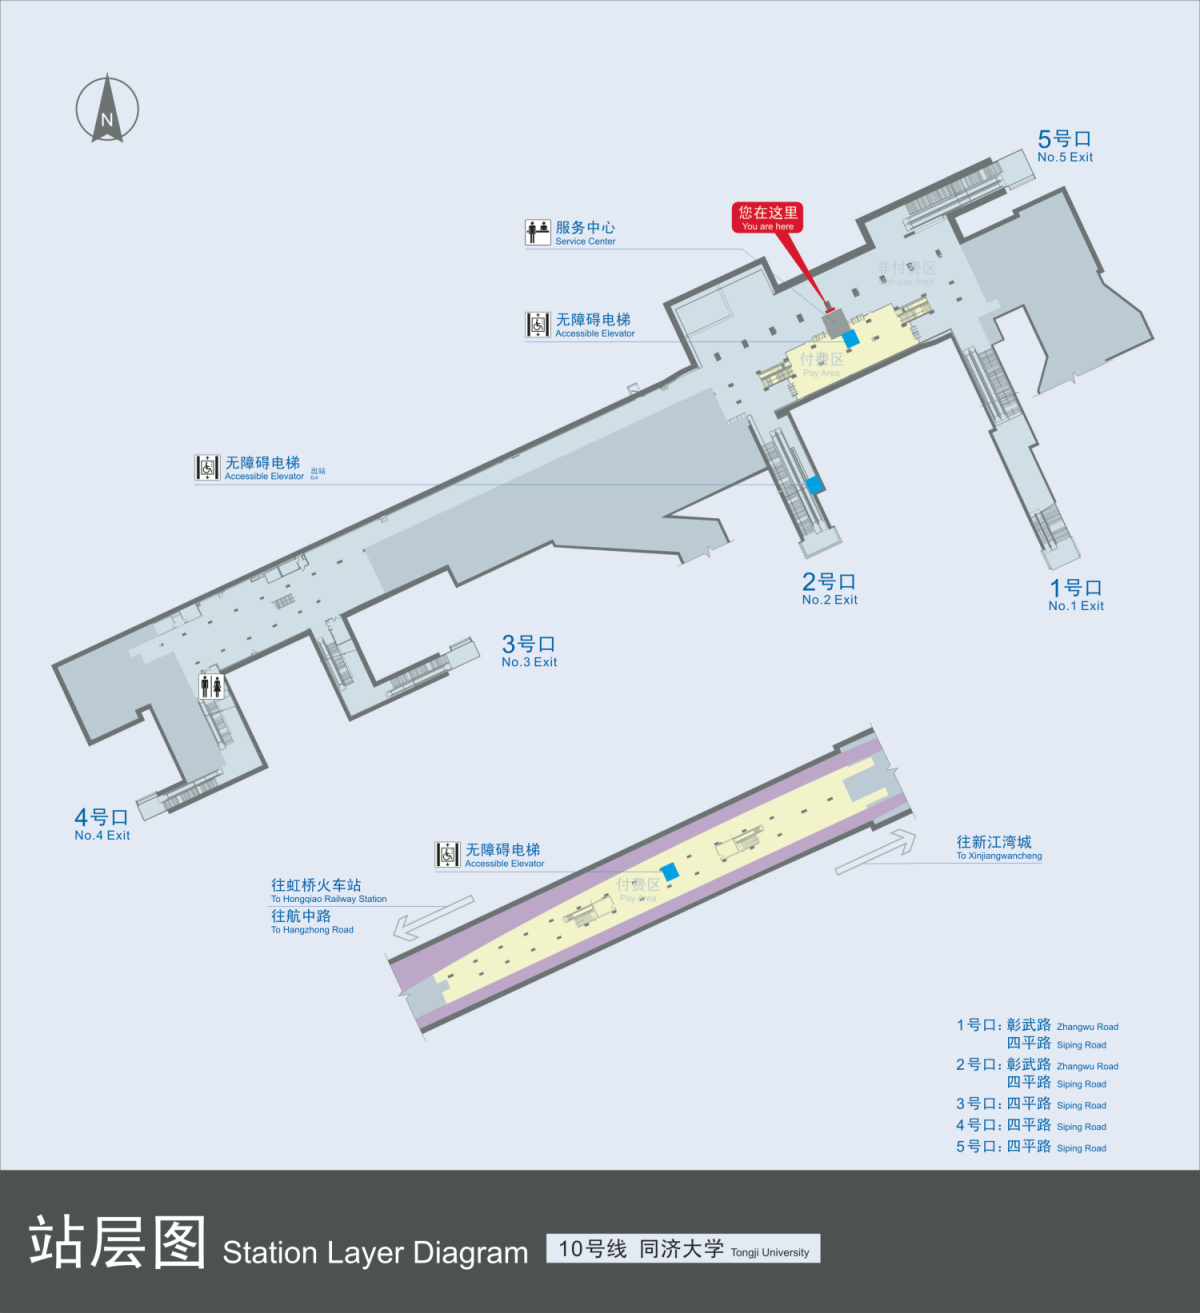 N
5号口
No.5 Exit
您在这里
You are here
服务中心
Service Center
非付费区
Non-pay Area
无障碍电梯
Accessible Elevator
付费区
Pay Area
无障碍电梯
Accessible Elevator
出站
Exit
2号口
No.2 Exit
1号口
No.1 Exit
3号口
No.3 Exit
4号口
No.4 Exit
无障碍电梯
Accessible Elevator
付费区
Pay Area
往新江湾城
To Xinjiangwancheng
往虹桥火车站
To Hongqiao Railway Station
往航中路
To Hangzhong Road
1号口: 彰武路 Zhangwu Road
四平路 Siping Road
2号口: 彰武路 Zhangwu Road
四平路 Siping Road
3号口: 四平路 Siping Road
4号口: 四平路 Siping Road
5号口: 四平路 Siping Road
站层图 Station Layer Diagram 10号线 同济大学 Tongji University